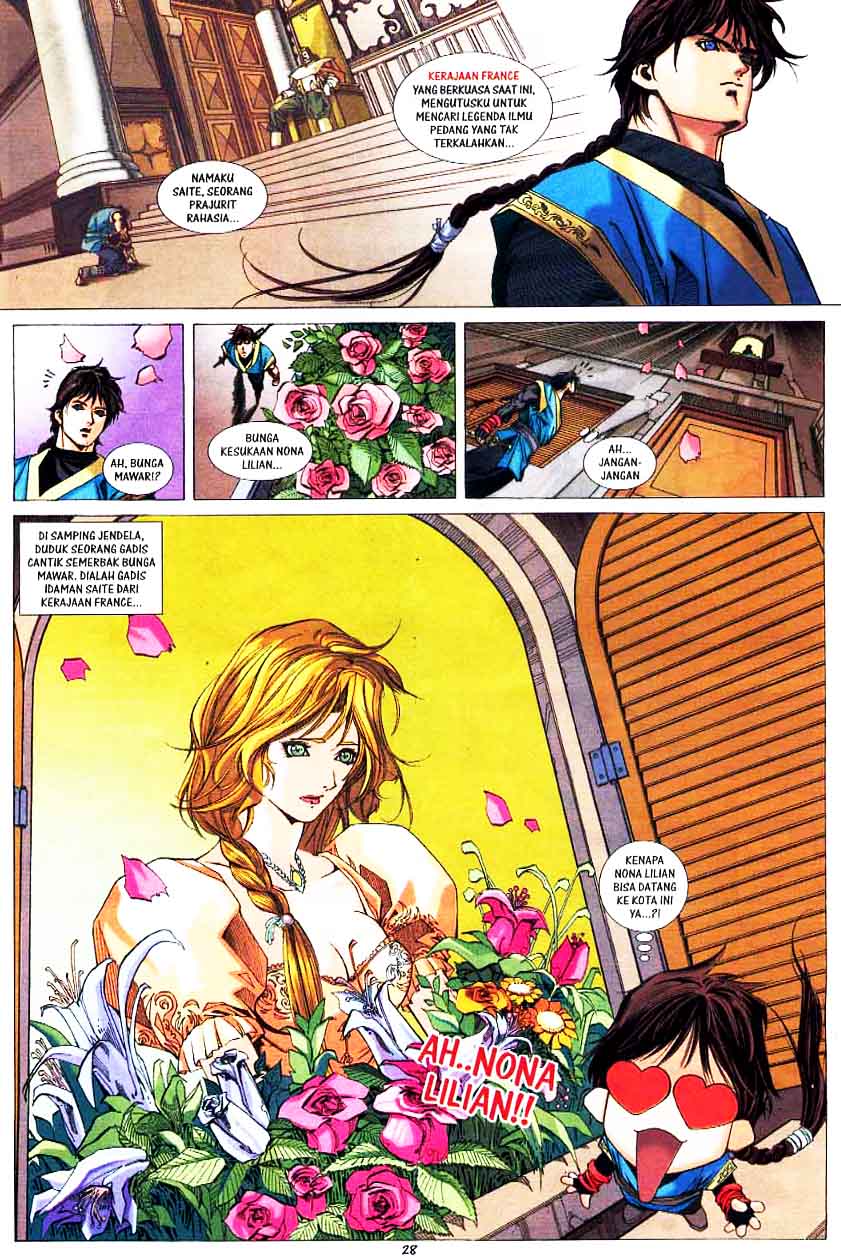 NAMAKU
SAITE, SEORANG
PRAJURIT
RAHASIA...
KERAJAAN FRANCE
YANG BERKUASA SAAT INI,
MENGUTUSKU UNTUK
MENCARI LEGENDA ILMU
PEDANG YANG TAK
TERKALAHKAN...
AH, BUNGA
MAWAR!?
BUNGA
KESUKAAN NONA
LILIAN...
AH...
JANGAN-
JANGAN
DI SAMPING JENDELA,
DUDUK SEORANG GADIS
CANTIK SEMERBAK BUNGA
MAWAR. DIALAH GADIS
IDAMAN SAITE DARI
KERAJAAN FRANCE...
KENAPA
NONA LILIAN
BISA DATANG
KE KOTA INI
YA...?!
AH..NONA
LILIAN!!
28